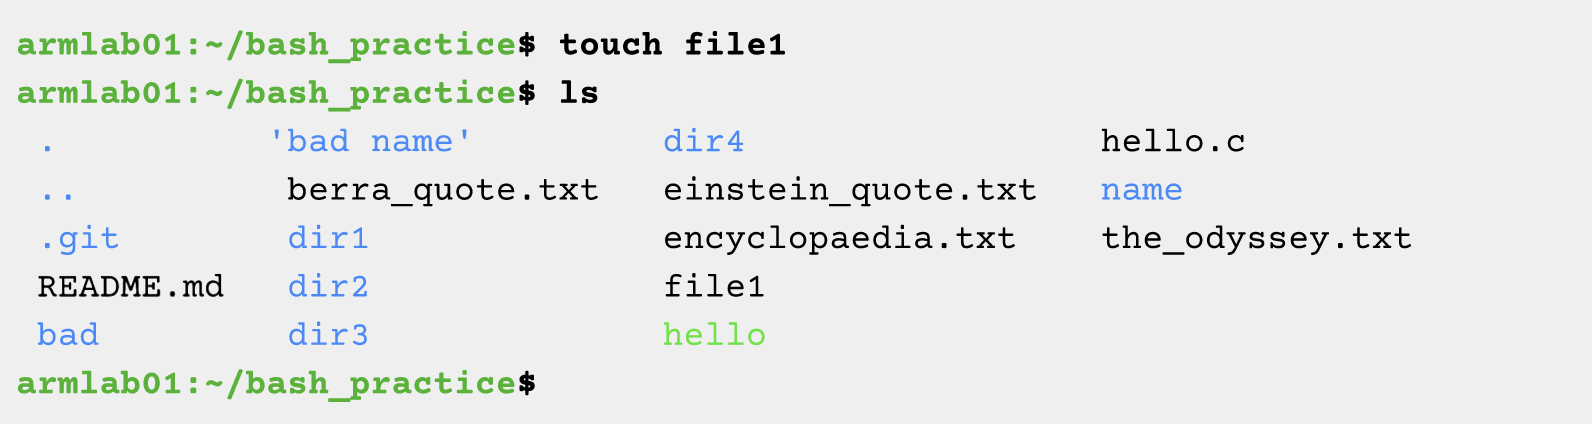 armlab01:~/bash_practice$ touch file1
armlab01:~/bash_practice$ ls
 .          'bad name'         dir4                 hello.c
 ..          berra_quote.txt   einstein_quote.txt   name
 .git        dir1              encyclopaedia.txt    the_odyssey.txt
 README.md   dir2              file1
 bad         dir3              hello
armlab01:~/bash_practice$